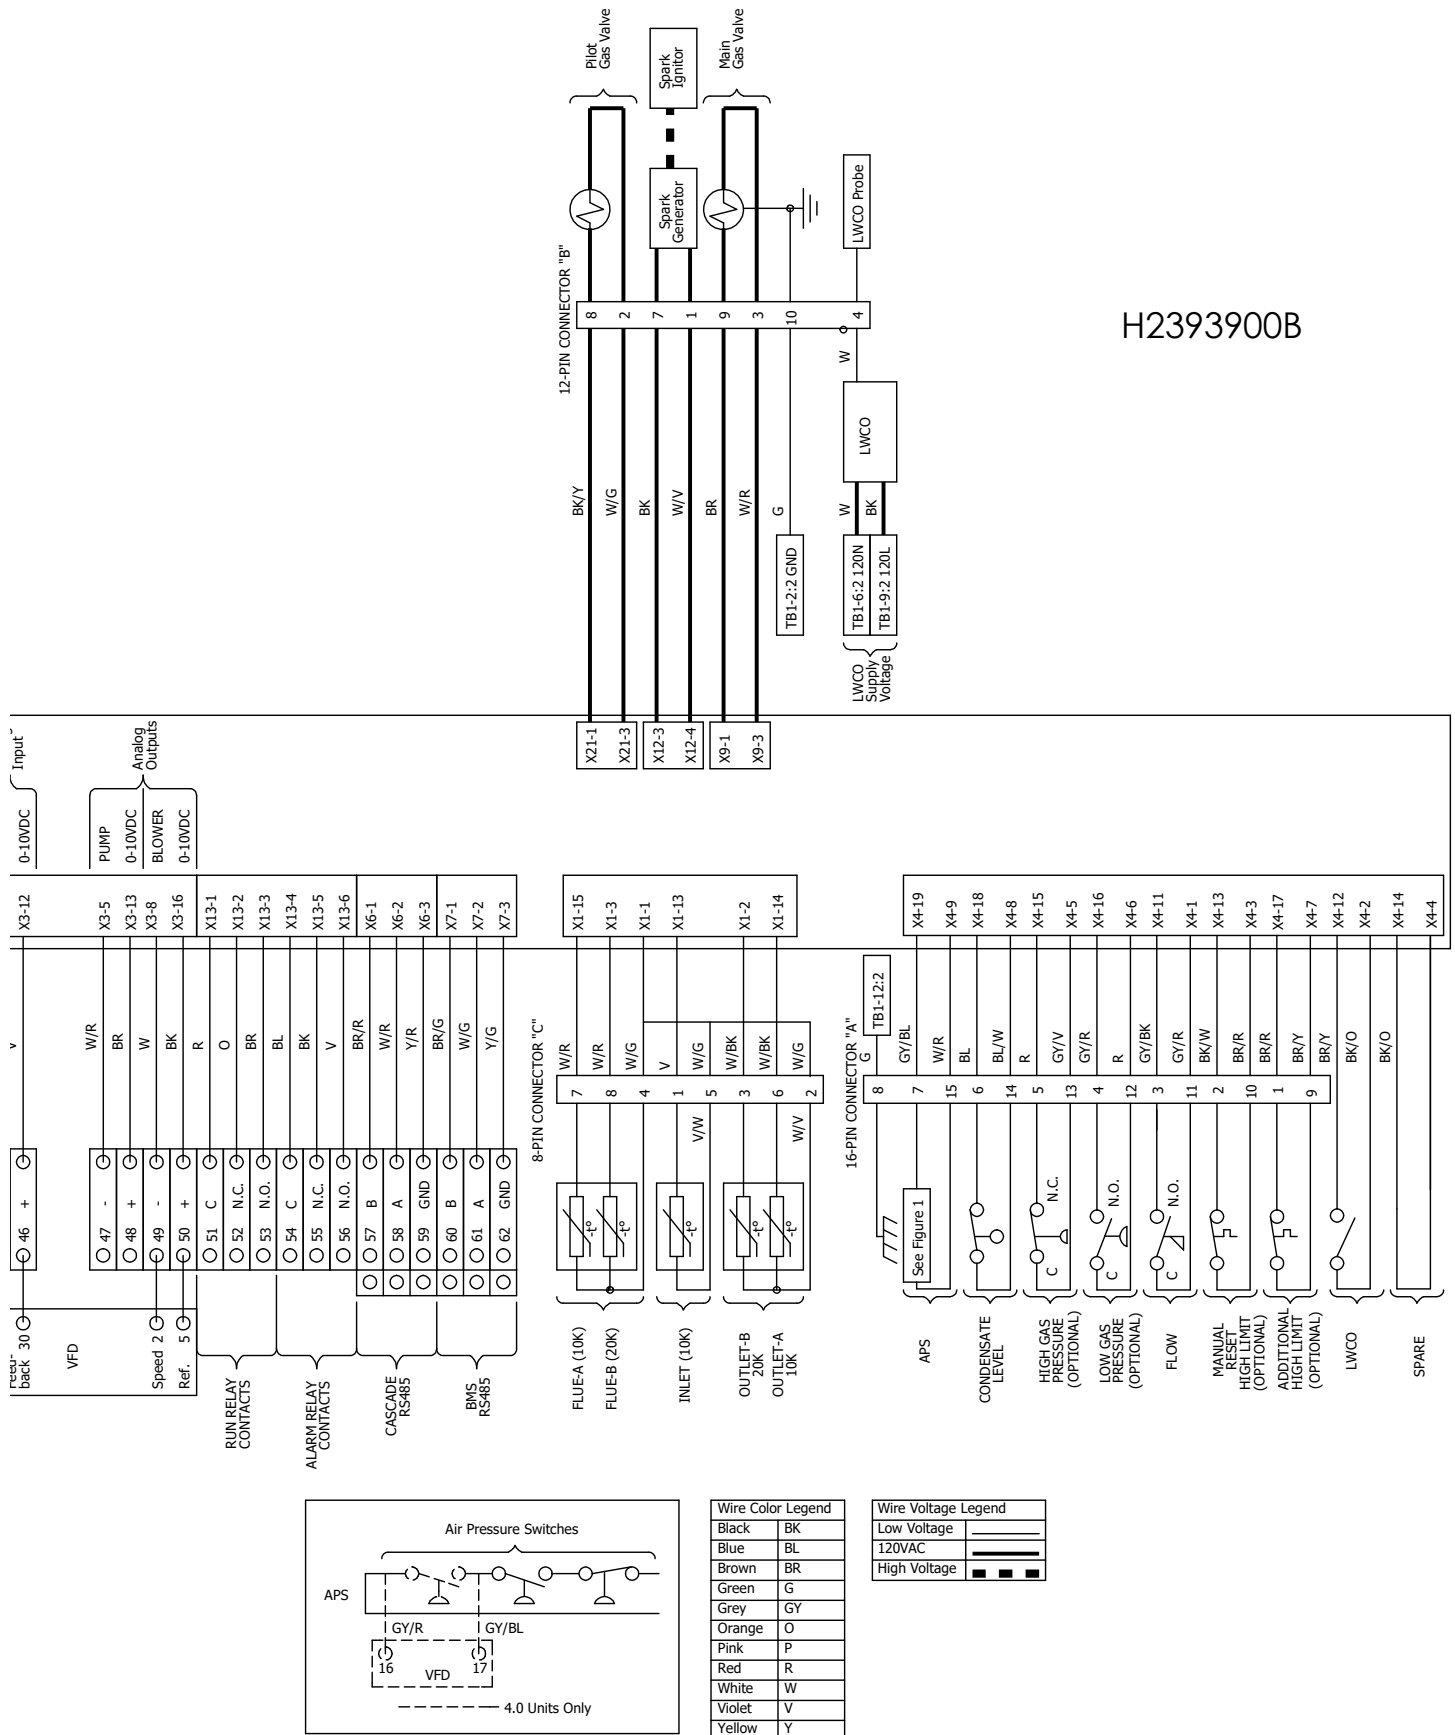 Pilot
Gas Valve
Spark
Ignitor
Main
Gas Valve
Spark
Generator
LWCO Probe
12-PIN CONNECTOR "B"
8
2
7
1
9
3
10
4
H2393900B
W
LWCO
BK/Y
W/G
BK
W/V
BR
W/R
G
W
BK
TB1-2:2 GND
TB1-6:2 120N
TB1-9:2 120L
LWCO
Supply
Voltage
X21-1
X21-3
X12-3
X12-4
X9-1
X9-3
Input
Analog
Outputs
0-10VDC
PUMP
0-10VDC
BLOWER
0-10VDC
X3-12
X3-5
X3-13
X3-8
X3-16
X13-1
X13-2
X13-3
X13-4
X13-5
X13-6
X6-1
X6-2
X6-3
X7-1
X7-2
X7-3
X1-15
X1-3
X1-1
X1-13
X1-2
X1-14
X4-19
X4-9
X4-18
X4-8
X4-15
X4-5
X4-16
X4-6
X4-11
X4-1
X4-13
X4-3
X4-17
X4-7
X4-12
X4-2
X4-14
X4-4
V
W/R
BR
W
BK
R
O
BR
BL
BK
V
BR/R
W/R
Y/R
BR/G
W/G
Y/G
W/R
W/R
W/G
V
W/G
W/BK
W/BK
W/G
TB1-12:2
G
GY/BL
W/R
BL
BL/W
R
GY/V
GY/R
R
GY/BK
GY/R
BK/W
BR/R
BR/R
BR/Y
BR/Y
BK/O
BK/O
8-PIN CONNECTOR "C"
7
8
4
1
5
3
6
2
V/W
W/V
16-PIN CONNECTOR "A"
8
7
15
6
14
5
13
4
12
3
11
2
10
1
9
46 +
47 -
48 +
49 -
50 +
51 C
52 N.C.
53 N.O.
54 C
55 N.C.
56 N.O.
57 B
58 A
59 GND
60 B
61 A
62 GND
-t°
-t°
-t°
-t°
-t°
See Figure 1
N.C.
C
N.O.
C
N.O.
C
back 30
VFD
Speed 2
Ref. 5
RUN RELAY
CONTACTS
ALARM RELAY
CONTACTS
CASCADE
RS485
BMS
RS485
FLUE-A (10K)
FLUE-B (20K)
INLET (10K)
OUTLET-B
20K
OUTLET-A
10K
APS
CONDENSATE
LEVEL
HIGH GAS
PRESSURE
(OPTIONAL)
LOW GAS
PRESSURE
(OPTIONAL)
FLOW
MANUAL
RESET
HIGH LIMIT
(OPTIONAL)
ADDITIONAL
HIGH LIMIT
(OPTIONAL)
LWCO
SPARE
Air Pressure Switches
APS
GY/R
GY/BL
16
VFD
17
4.0 Units Only
Wire Color Legend
Black BK
Blue BL
Brown BR
Green G
Grey GY
Orange O
Pink P
Red R
White W
Violet V
Yellow Y
Wire Voltage Legend
Low Voltage
120VAC
High Voltage